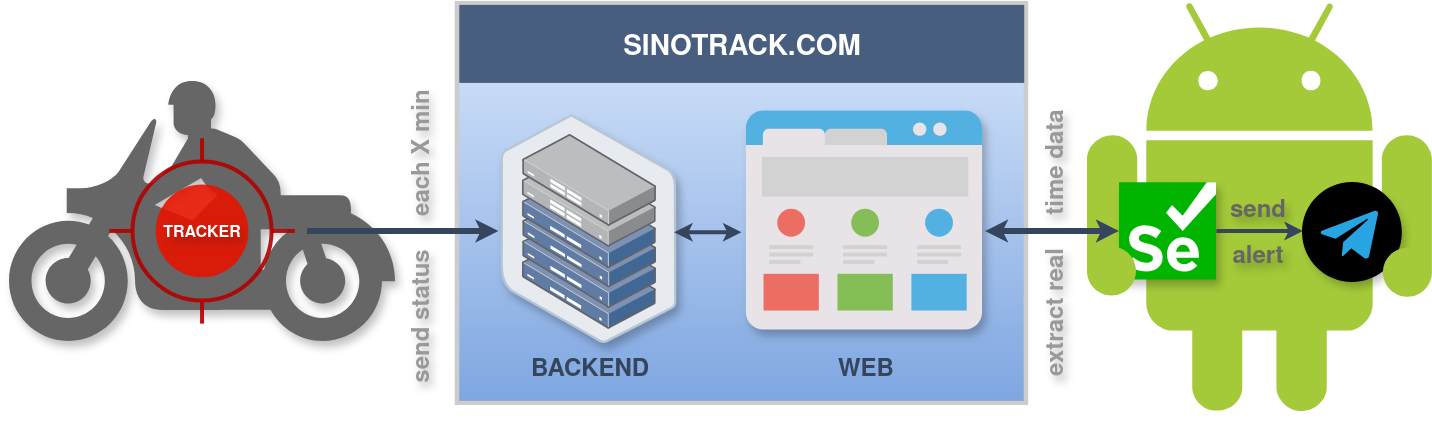 SINOTRACK.COM
TRACKER
send status each X min
BACKEND
WEB
extract real time data
Se
send
alert